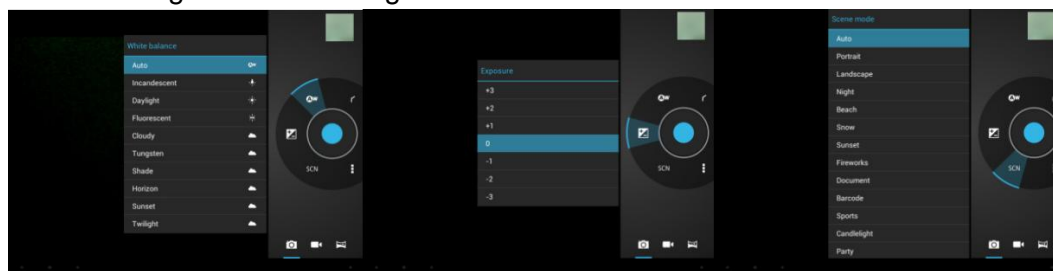 White balance
Auto
Incandescent
Daylight
Fluorescent
Cloudy
Tungsten
Shade
Horizon
Sunset
Twilight
SCN
Exposure
+3
+2
+1
0
-1
-2
-3
SCN
Scene mode
Auto
Portrait
Landscape
Night
Beach
Snow
Sunset
Fireworks
Document
Barcode
Sports
Candlelight
Party
SCN